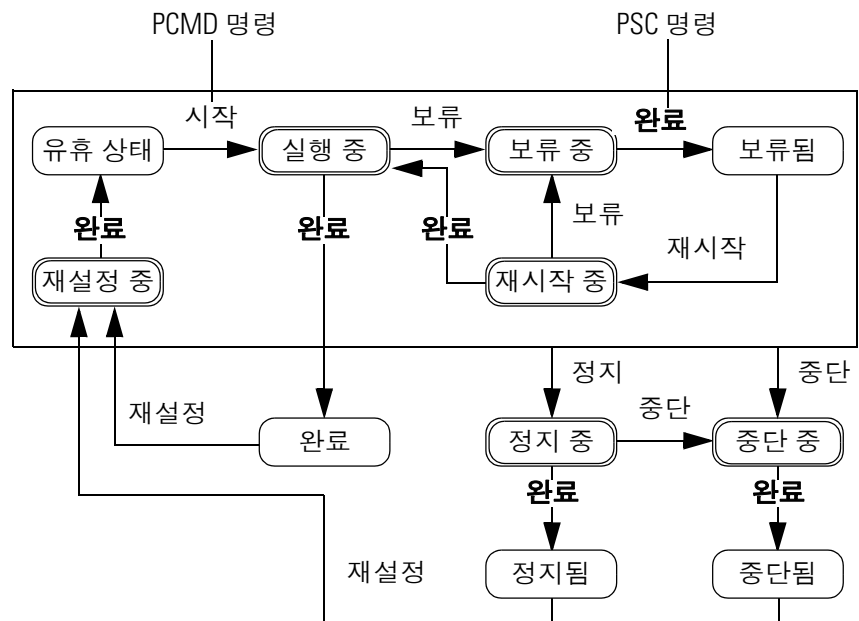 PCMD 명령
PSC 명령
시작
보류
완료
유휴 상태
실행 중
보류 중
보류됨
완료
완료
완료
보류
재시작
재설정 중
재시작 중
정지
중단
재설정
중단
완료
정지 중
중단 중
완료
완료
재설정
정지됨
중단됨